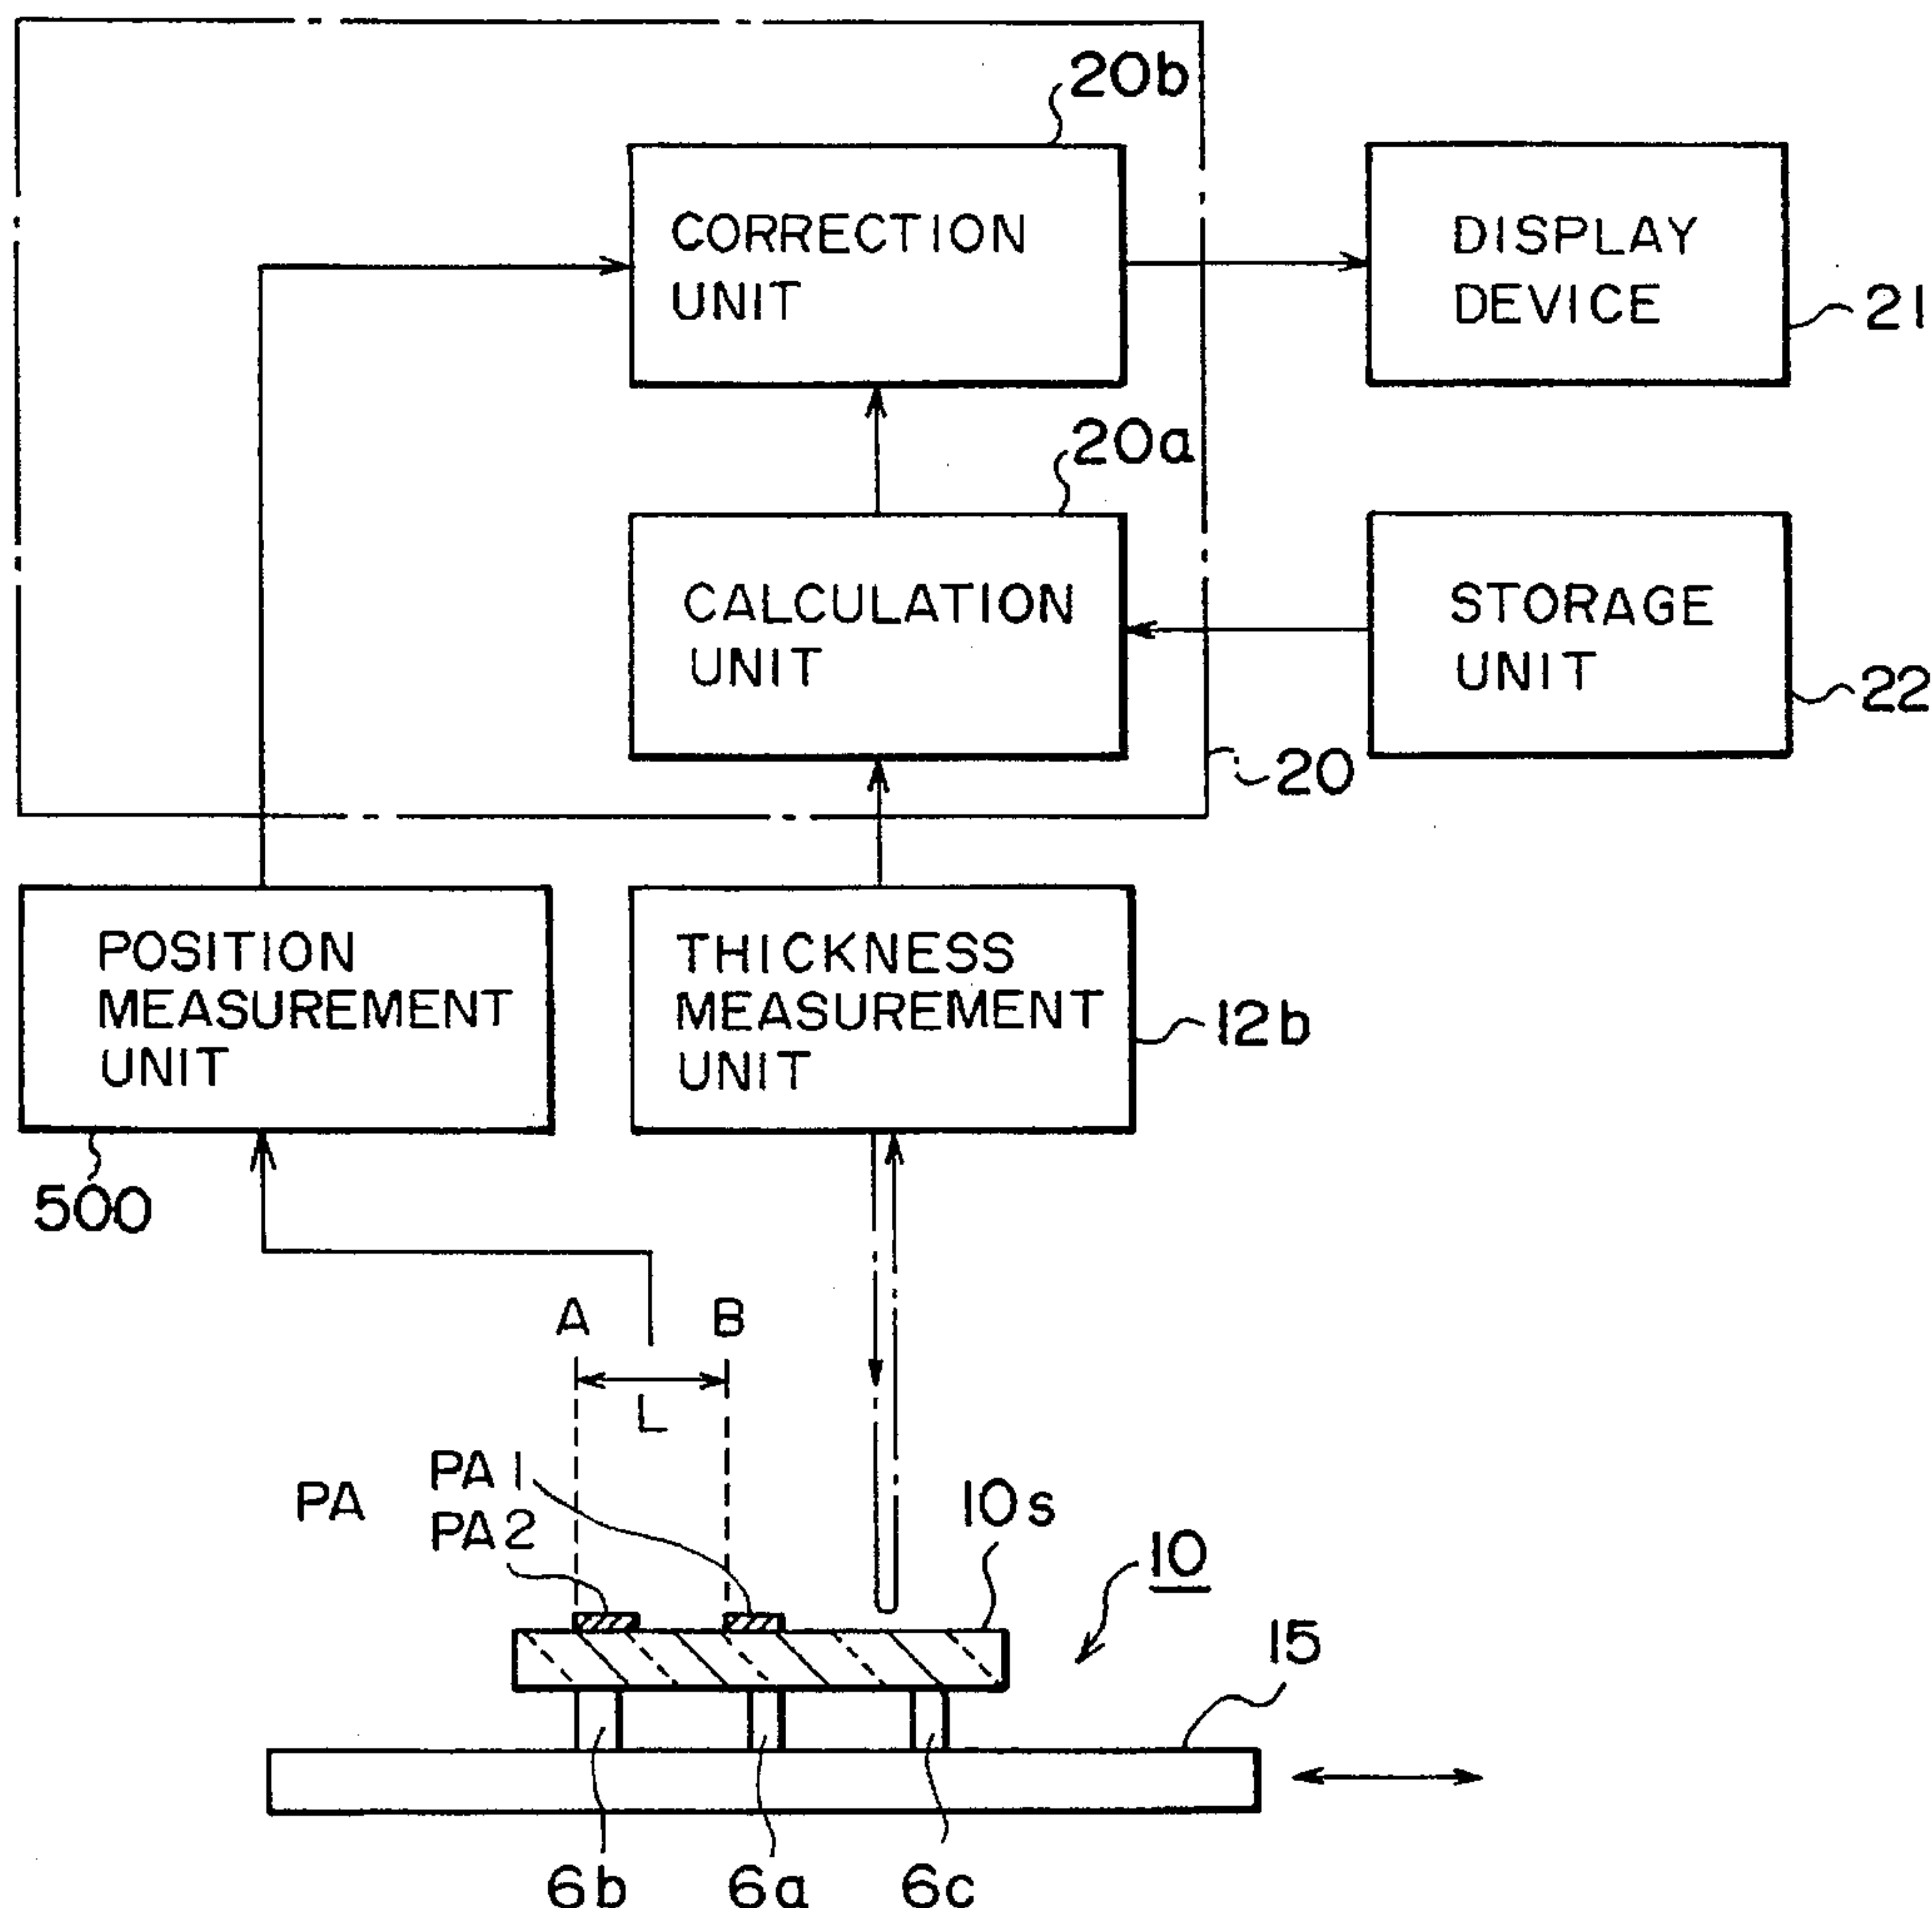 20b
CORRECTION
UNIT
DISPLAY
DEVICE
21
20a
CALCULATION
UNIT
STORAGE
UNIT
22
20
POSITION
MEASUREMENT
UNIT
THICKNESS
MEASUREMENT
UNIT
12b
500
A
B
L
PA
PA1
PA2
10s
10
15
6b
6a
6c